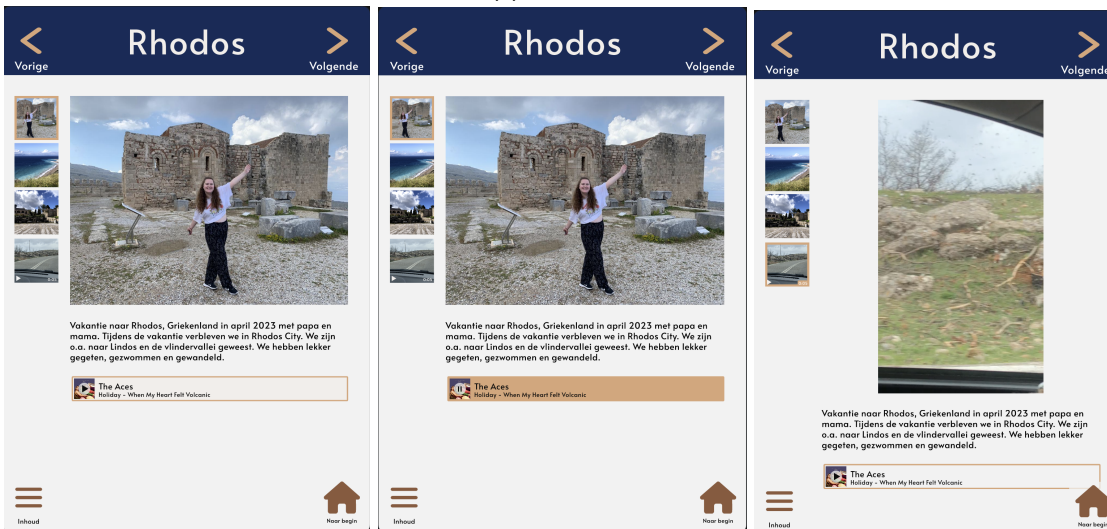 Rhodos
Vorige
Volgende
Vakantie naar Rhodos, Griekenland in april 2023 met papa en
mama. Tijdens de vakantie verbleven we in Rhodos City. We zijn
o.a. naar Lindos en de vlindervallei geweest. We hebben lekker
gegeten, gezwommen en gewandeld.
The Aces
Holiday - When My Heart Felt Volcanic
Inhoud
Naar begin
Rhodos
Vorige
Volgende
Vakantie naar Rhodos, Griekenland in april 2023 met papa en
mama. Tijdens de vakantie verbleven we in Rhodos City. We zijn
o.a. naar Lindos en de vlindervallei geweest. We hebben lekker
gegeten, gezwommen en gewandeld.
The Aces
Holiday - When My Heart Felt Volcanic
Inhoud
Naar begin
Rhodos
Vorige
Volgende
Vakantie naar Rhodos, Griekenland in april 2023 met papa en
mama. Tijdens de vakantie verbleven we in Rhodos City. We zijn
o.a. naar Lindos en de vlindervallei geweest. We hebben lekker
gegeten, gezwommen en gewandeld.
The Aces
Holiday - When My Heart Felt Volcanic
Inhoud
Naar begin